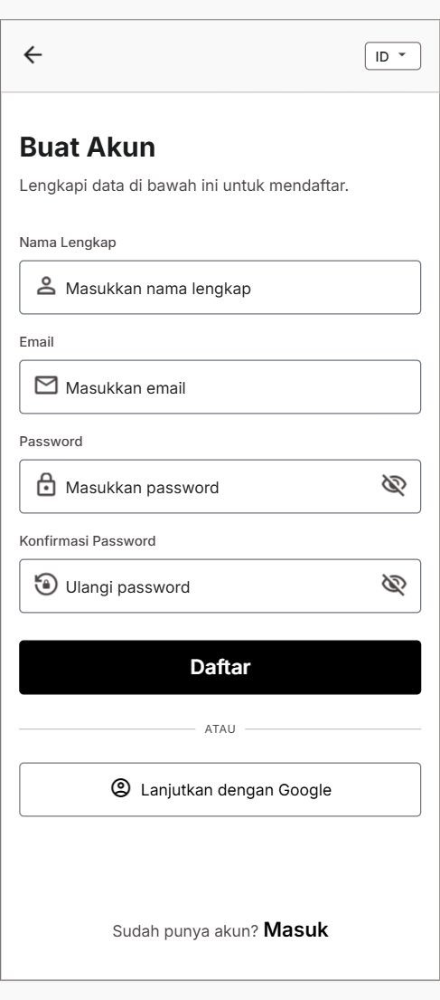 ID
Buat Akun
Lengkapi data di bawah ini untuk mendaftar.
Nama Lengkap
Masukkan nama lengkap
Email
Masukkan email
Password
Masukkan password
Konfirmasi Password
Ulangi password
Daftar
ATAU
Lanjutkan dengan Google
Sudah punya akun? Masuk